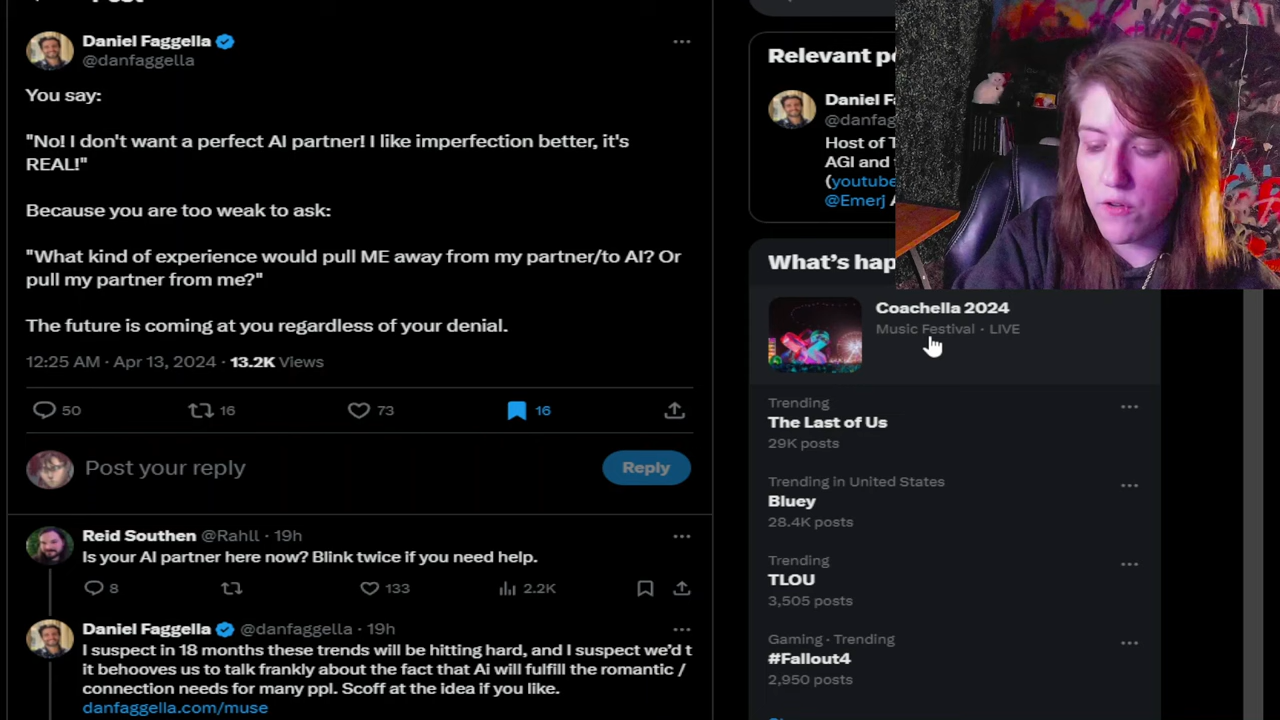 Daniel Faggella
@danfaggella
You say:
"No! I don't want a perfect AI partner! I like imperfection better, it's
REAL!"
Because you are too weak to ask:
"What kind of experience would pull ME away from my partner/to AI? Or
pull my partner from me?"
The future is coming at you regardless of your denial.
12:25 AM · Apr 13, 2024 · 13.2K Views
50 16 73 16
Post your reply
Reply
Reid Southen @Rahll · 19h
Is your AI partner here now? Blink twice if you need help.
8 133 2.2K
Daniel Faggella @danfaggella · 19h
I suspect in 18 months these trends will be hitting hard, and I suspect we'd t
it behooves us to talk frankly about the fact that Ai will fulfill the romantic /
connection needs for many ppl. Scoff at the idea if you like.
danfaggella.com/muse
Relevant pe
Daniel F
@danfag
Host of T
AGI and
(youtube
@Emerj A
What's hap
Coachella 2024
Music Festival · LIVE
Trending
The Last of Us
29K posts
Trending in United States
Bluey
28.4K posts
Trending
TLOU
3,505 posts
Gaming · Trending
#Fallout4
2,950 posts